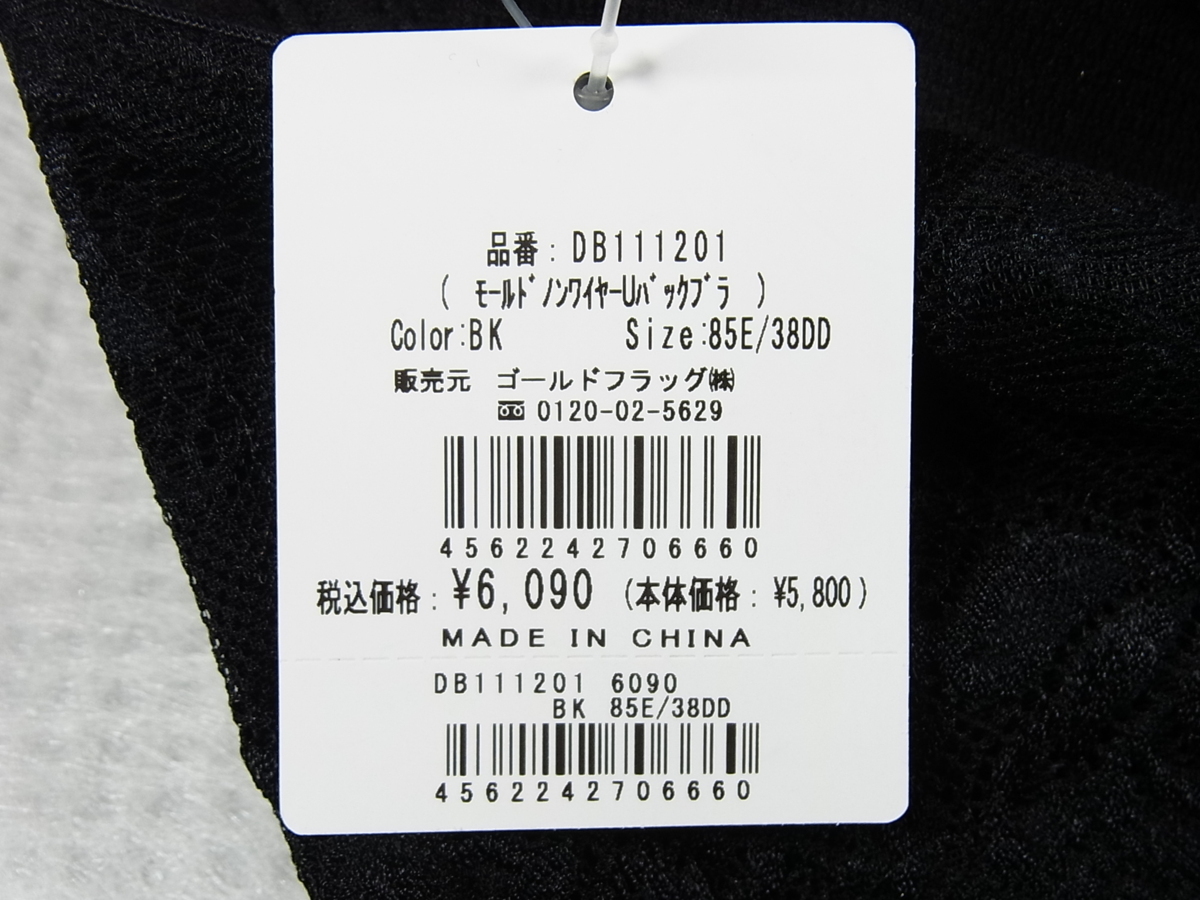 品番：DB111201
（ ﾓｰﾙﾄﾞﾉﾝﾜｲﾔｰUﾊﾞｯｸﾌﾞﾗ ）
Color:BK Size:85E/38DD
販売元 ゴールドフラッグ㈱
0120-02-5629
4562242706660
税込価格：¥6,090 （本体価格：¥5,800）
MADE IN CHINA
DB111201 6090
BK 85E/38DD
4562242706660